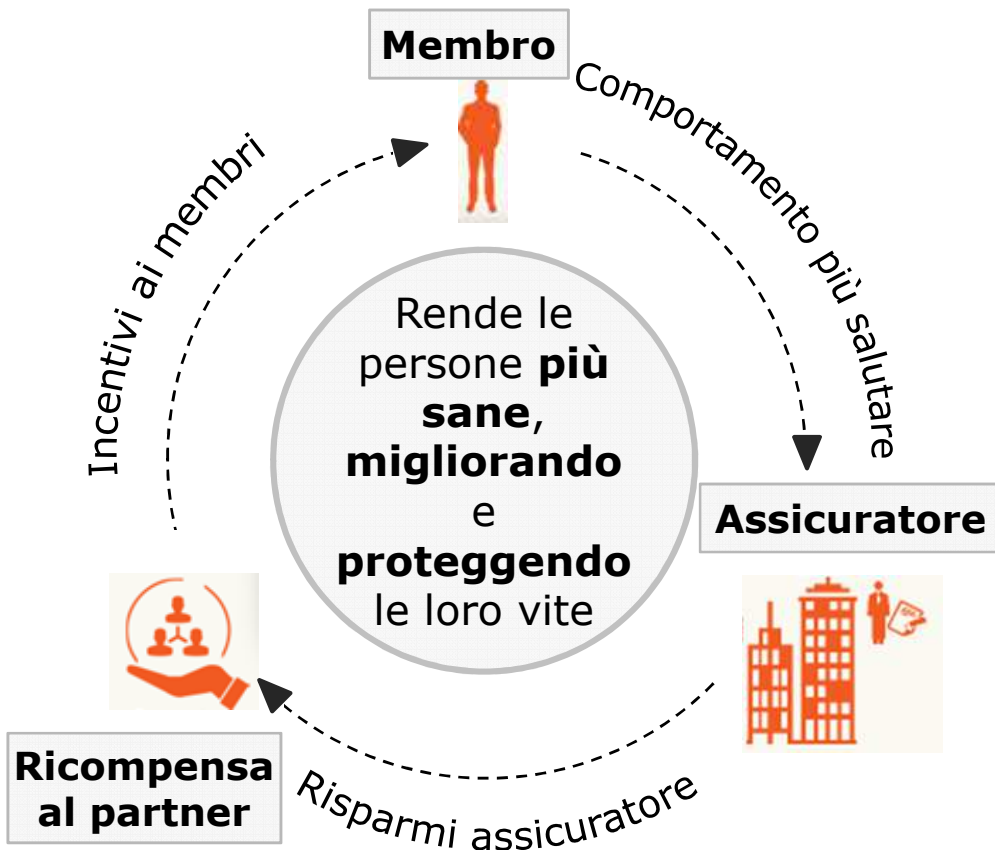 Membro
Comportamento più salutare
Incentivi ai membri
Rende le
persone più
sane,
migliorando
e
proteggendo
le loro vite
Assicuratore
Ricompensa
al partner
Risparmi assicuratore